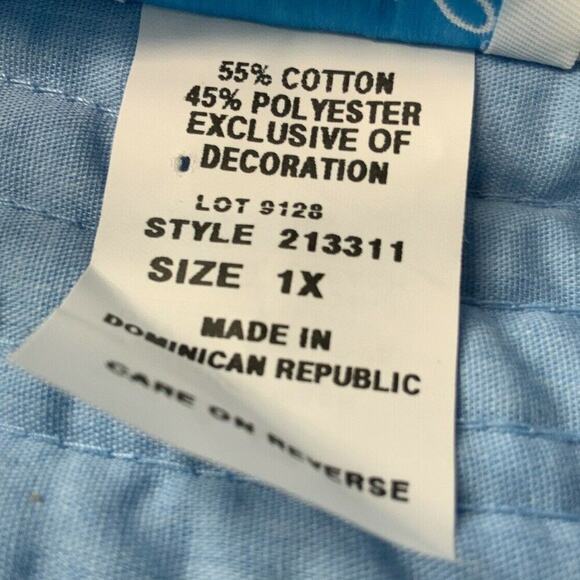 55% COTTON
45% POLYESTER
EXCLUSIVE OF
DECORATION
LOT 9128
STYLE 213311
SIZE 1X
MADE IN
DOMINICAN REPUBLIC
CARE ON REVERSE